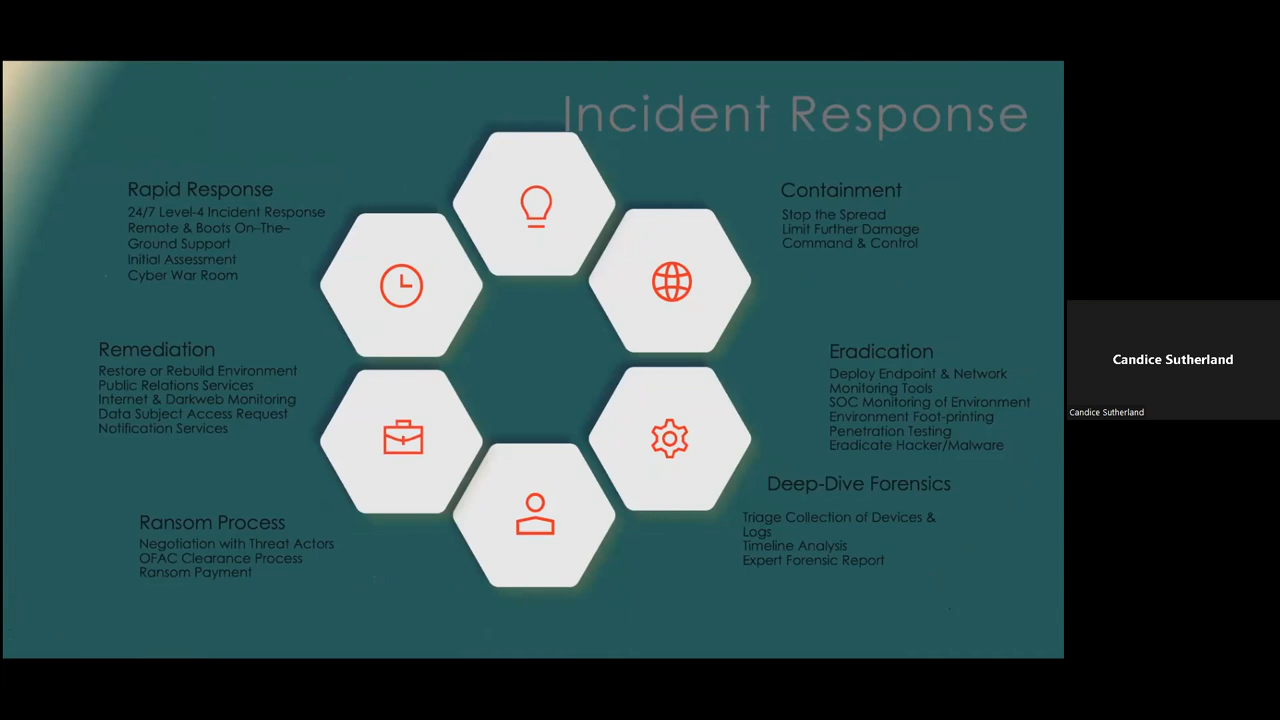 Incident Response
Rapid Response
24/7 Level-4 Incident Response
Remote & Boots On–The–
Ground Support
Initial Assessment
Cyber War Room
Containment
Stop the Spread
Limit Further Damage
Command & Control
Remediation
Restore or Rebuild Environment
Public Relations Services
Internet & Darkweb Monitoring
Data Subject Access Request
Notification Services
Eradication
Deploy Endpoint & Network
Monitoring Tools
SOC Monitoring of Environment
Environment Foot-printing
Penetration Testing
Eradicate Hacker/Malware
Ransom Process
Negotiation with Threat Actors
OFAC Clearance Process
Ransom Payment
Deep-Dive Forensics
Triage Collection of Devices &
Logs
Timeline Analysis
Expert Forensic Report
Candice Sutherland
Candice Sutherland